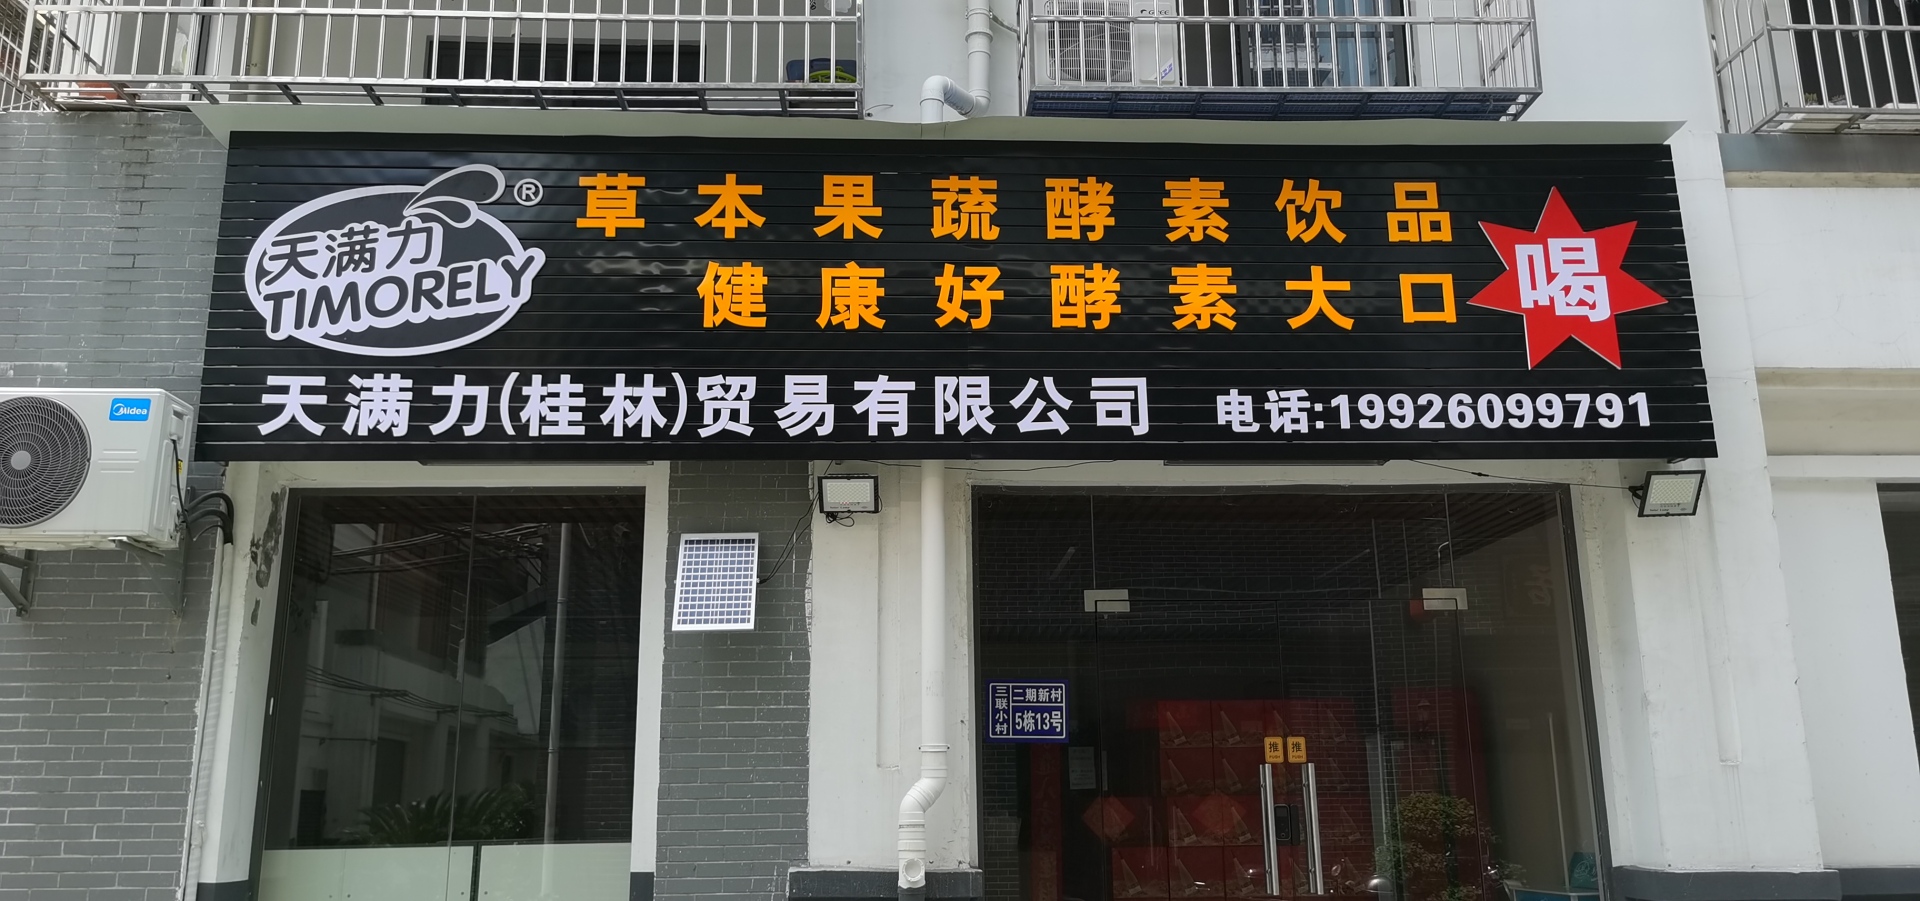 天满力
TIMORELY
®
草本果蔬酵素饮品
健康好酵素大口
喝
天满力(桂林)贸易有限公司 电话:19926099791
Midea
三联小村
二期新村
5栋13号
推 推